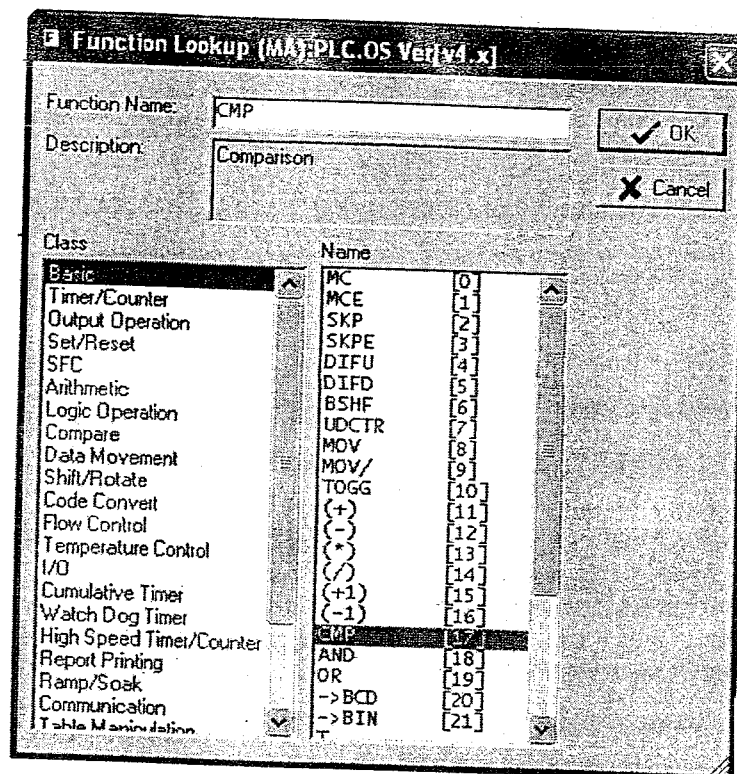 Function Lookup (MA):PLC.OS Ver[v4.x]
Function Name:
CMP
OK
Description:
Comparison
Cancel
Class
Basic
Timer/Counter
Output Operation
Set/Reset
SFC
Arithmetic
Logic Operation
Compare
Data Movement
Shift/Rotate
Code Convert
Flow Control
Temperature Control
I/O
Cumulative Timer
Watch Dog Timer
High Speed Timer/Counter
Report Printing
Ramp/Soak
Communication
Table Manipulation
Name
MC [0]
MCE [1]
SKP [2]
SKPE [3]
DIFU [4]
DIFD [5]
BSHF [6]
UDCTR [7]
MOV [8]
MOV/ [9]
TOGG [10]
(+) [11]
(-) [12]
(*) [13]
(/) [14]
(+1) [15]
(-1) [16]
CMP [17]
AND [18]
OR [19]
->BCD [20]
->BIN [21]